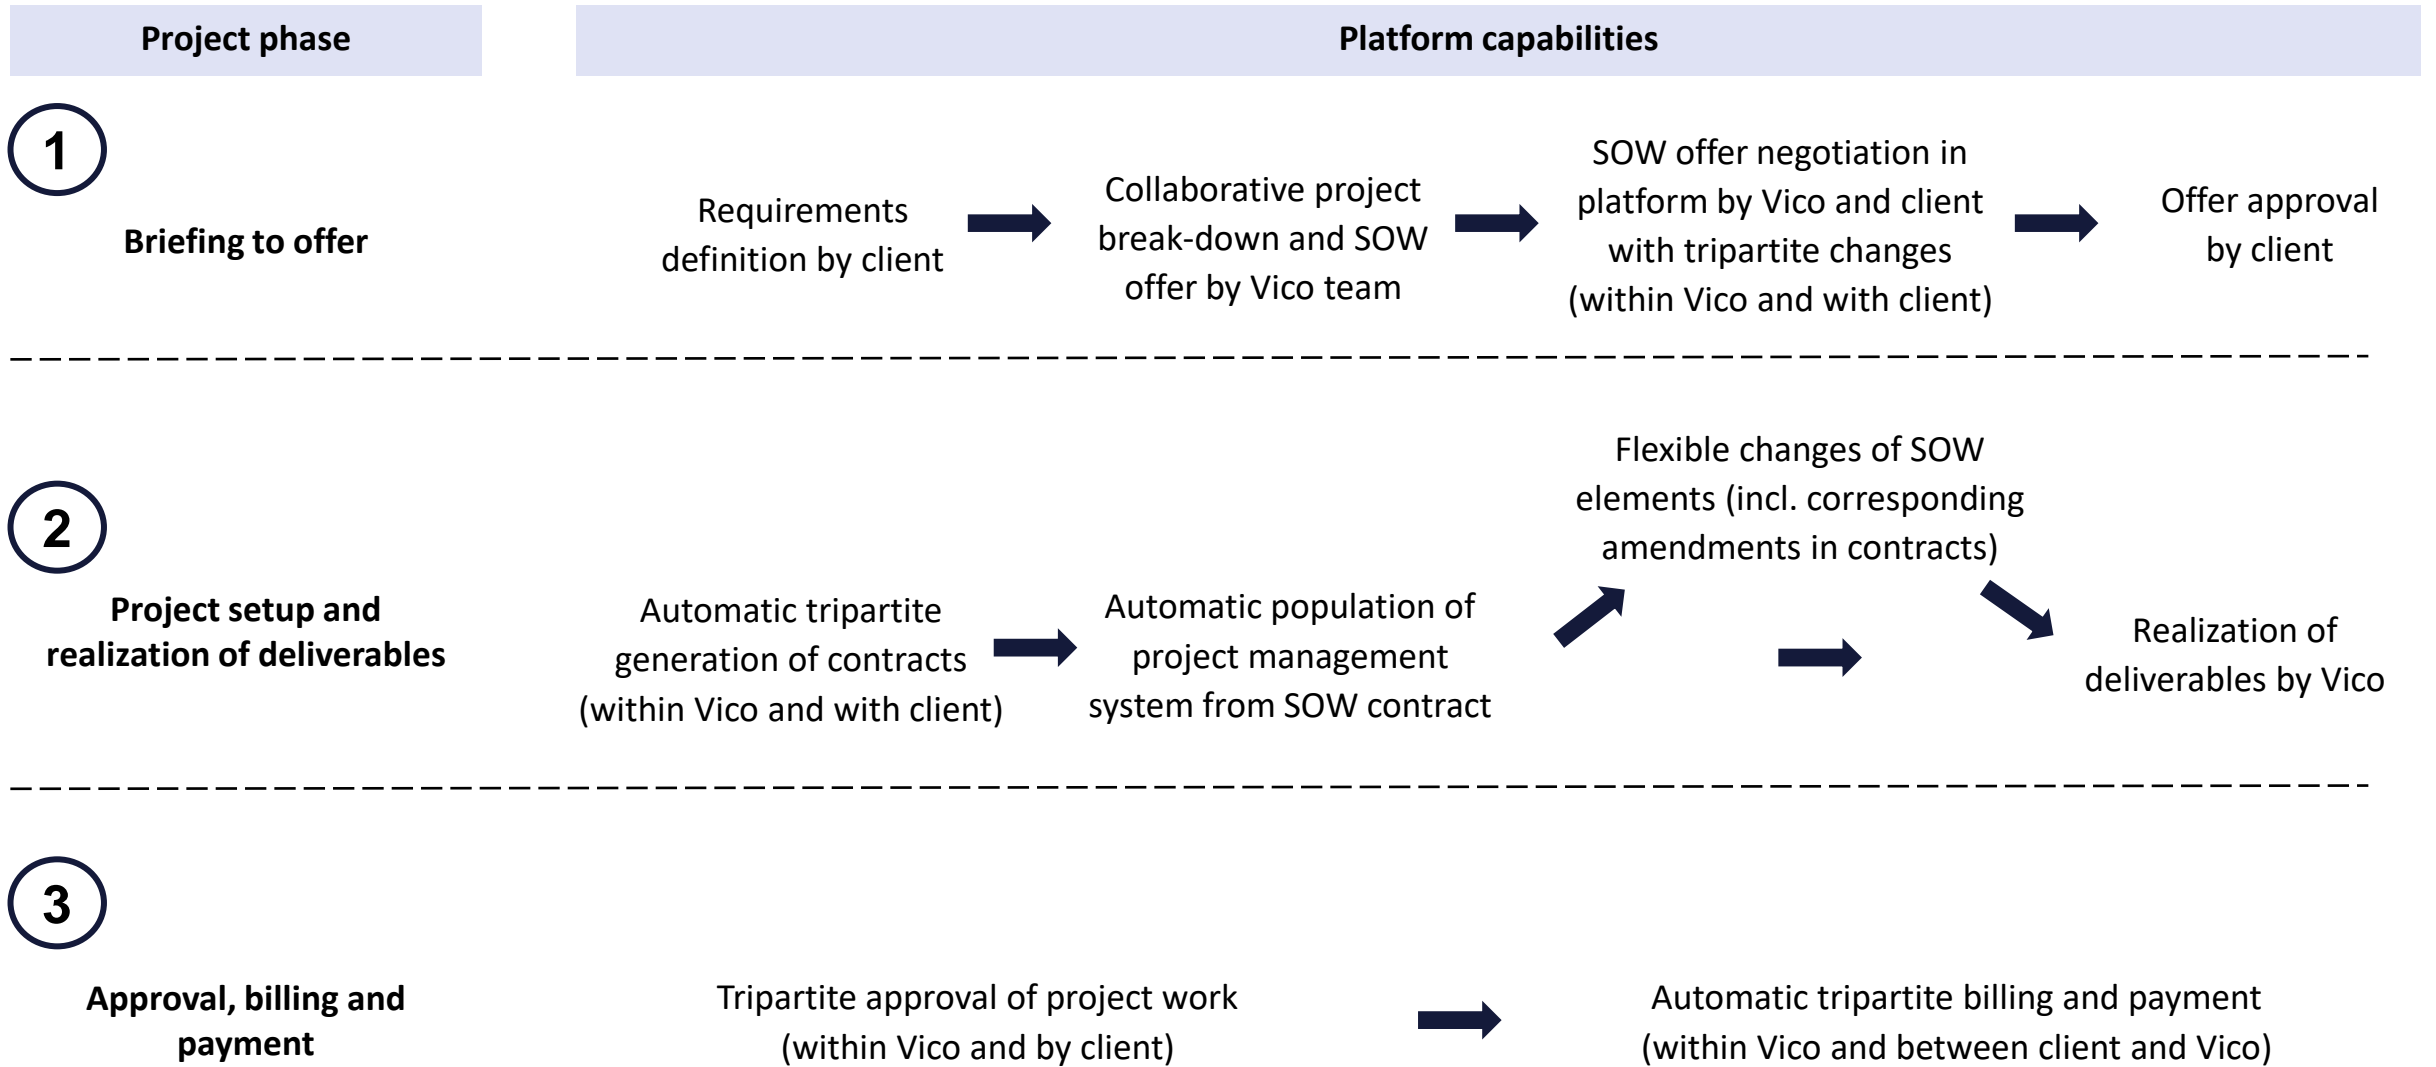 Project phase
Platform capabilities
1
Briefing to offer
Requirements
definition by client
Collaborative project
break-down and SOW
offer by Vico team
SOW offer negotiation in
platform by Vico and client
with tripartite changes
(within Vico and with client)
Offer approval
by client
2
Project setup and
realization of deliverables
Automatic tripartite
generation of contracts
(within Vico and with client)
Automatic population of
project management
system from SOW contract
Flexible changes of SOW
elements (incl. corresponding
amendments in contracts)
Realization of
deliverables by Vico
3
Approval, billing and
payment
Tripartite approval of project work
(within Vico and by client)
Automatic tripartite billing and payment
(within Vico and between client and Vico)